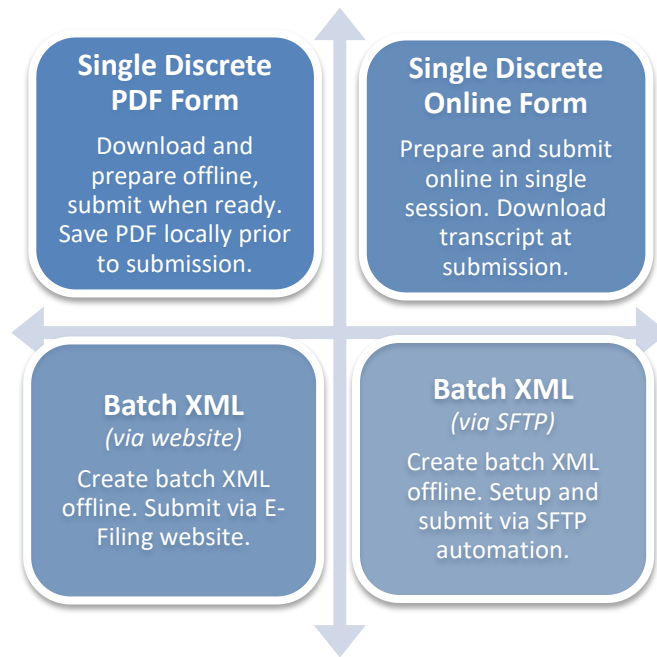 Single Discrete
PDF Form
Download and
prepare offline,
submit when ready.
Save PDF locally prior
to submission.
Single Discrete
Online Form
Prepare and submit
online in single
session. Download
transcript at
submission.
Batch XML
(via website)
Create batch XML
offline. Submit via E-
Filing website.
Batch XML
(via SFTP)
Create batch XML
offline. Setup and
submit via SFTP
automation.